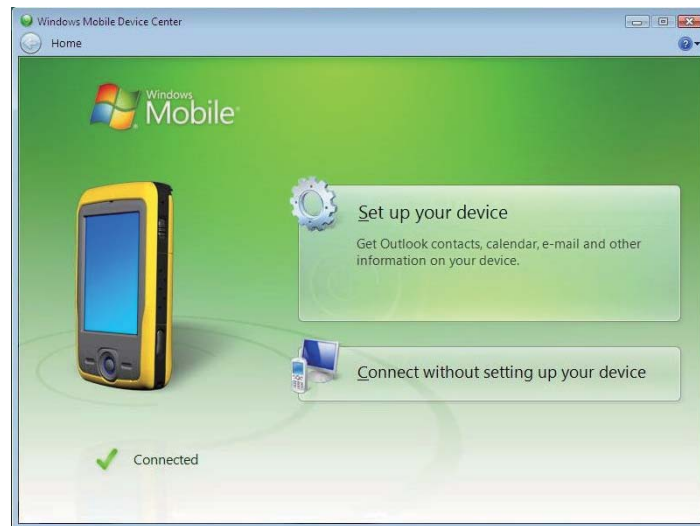 Windows Mobile Device Center
Home
Windows
Mobile
Set up your device
Get Outlook contacts, calendar, e-mail and other
information on your device.
Connect without setting up your device
Connected